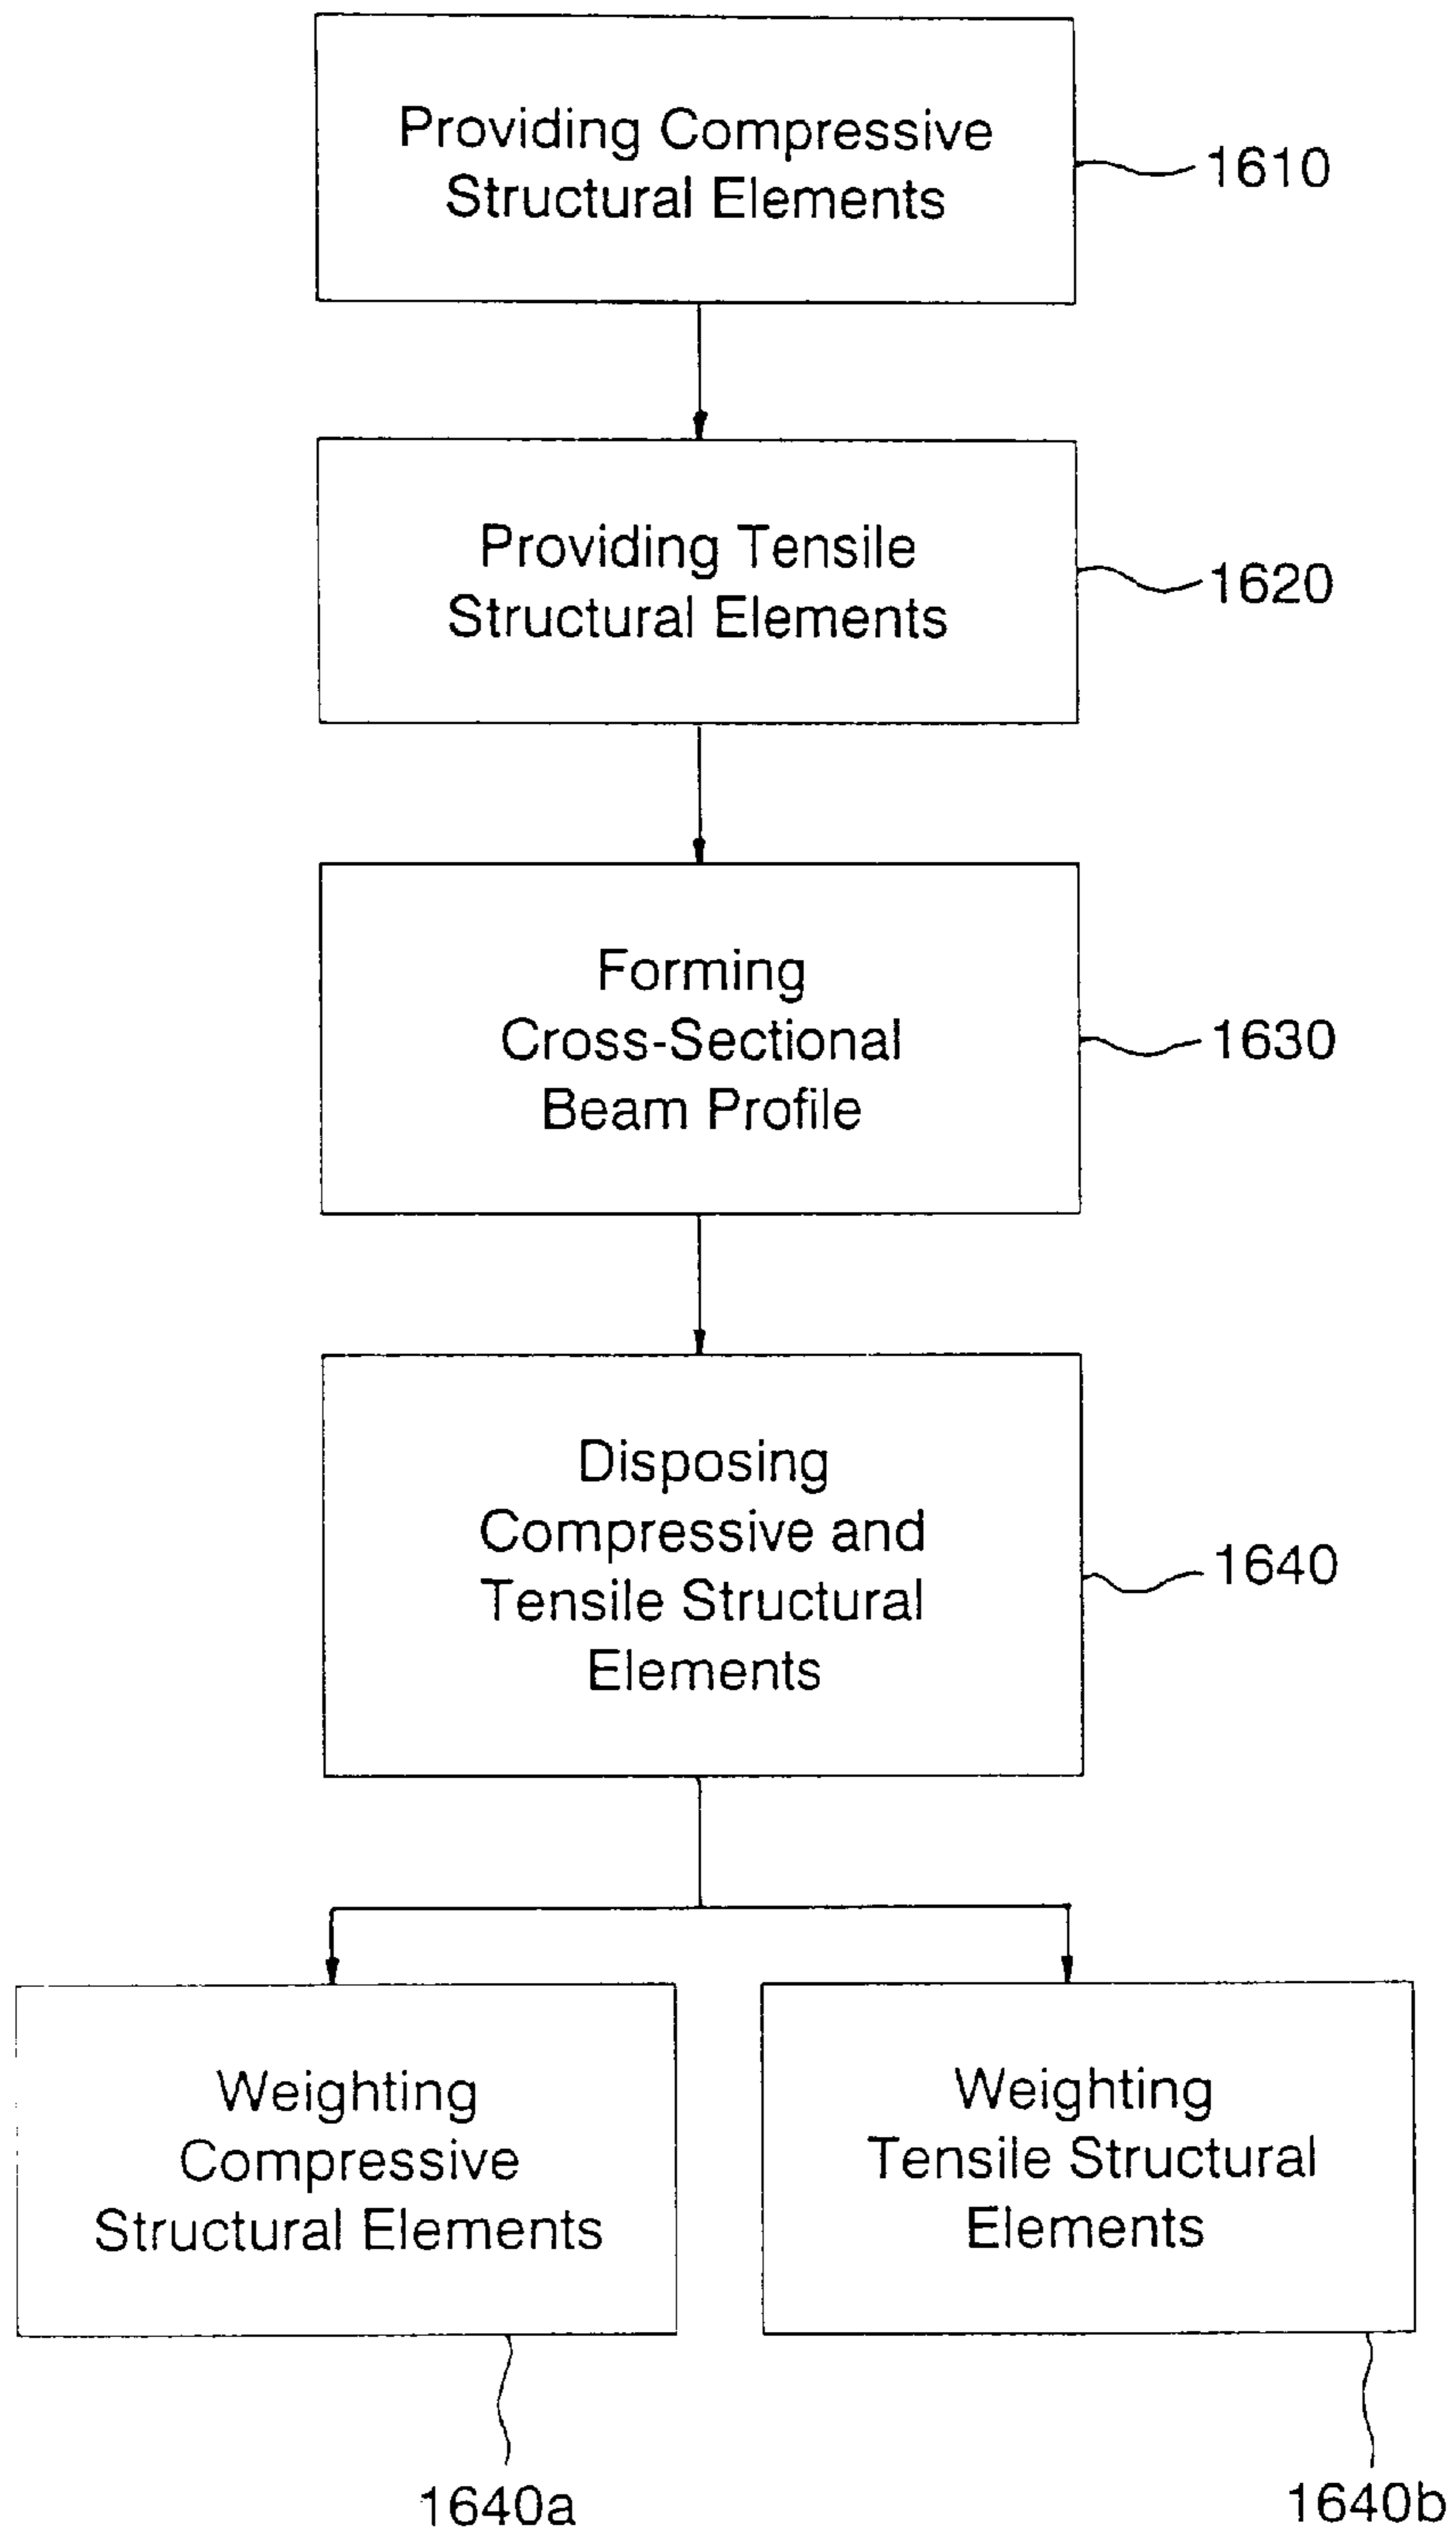 Providing Compressive
Structural Elements
1610
Providing Tensile
Structural Elements
1620
Forming
Cross-Sectional
Beam Profile
1630
Disposing
Compressive and
Tensile Structural
Elements
1640
Weighting
Compressive
Structural Elements
1640a
Weighting
Tensile Structural
Elements
1640b